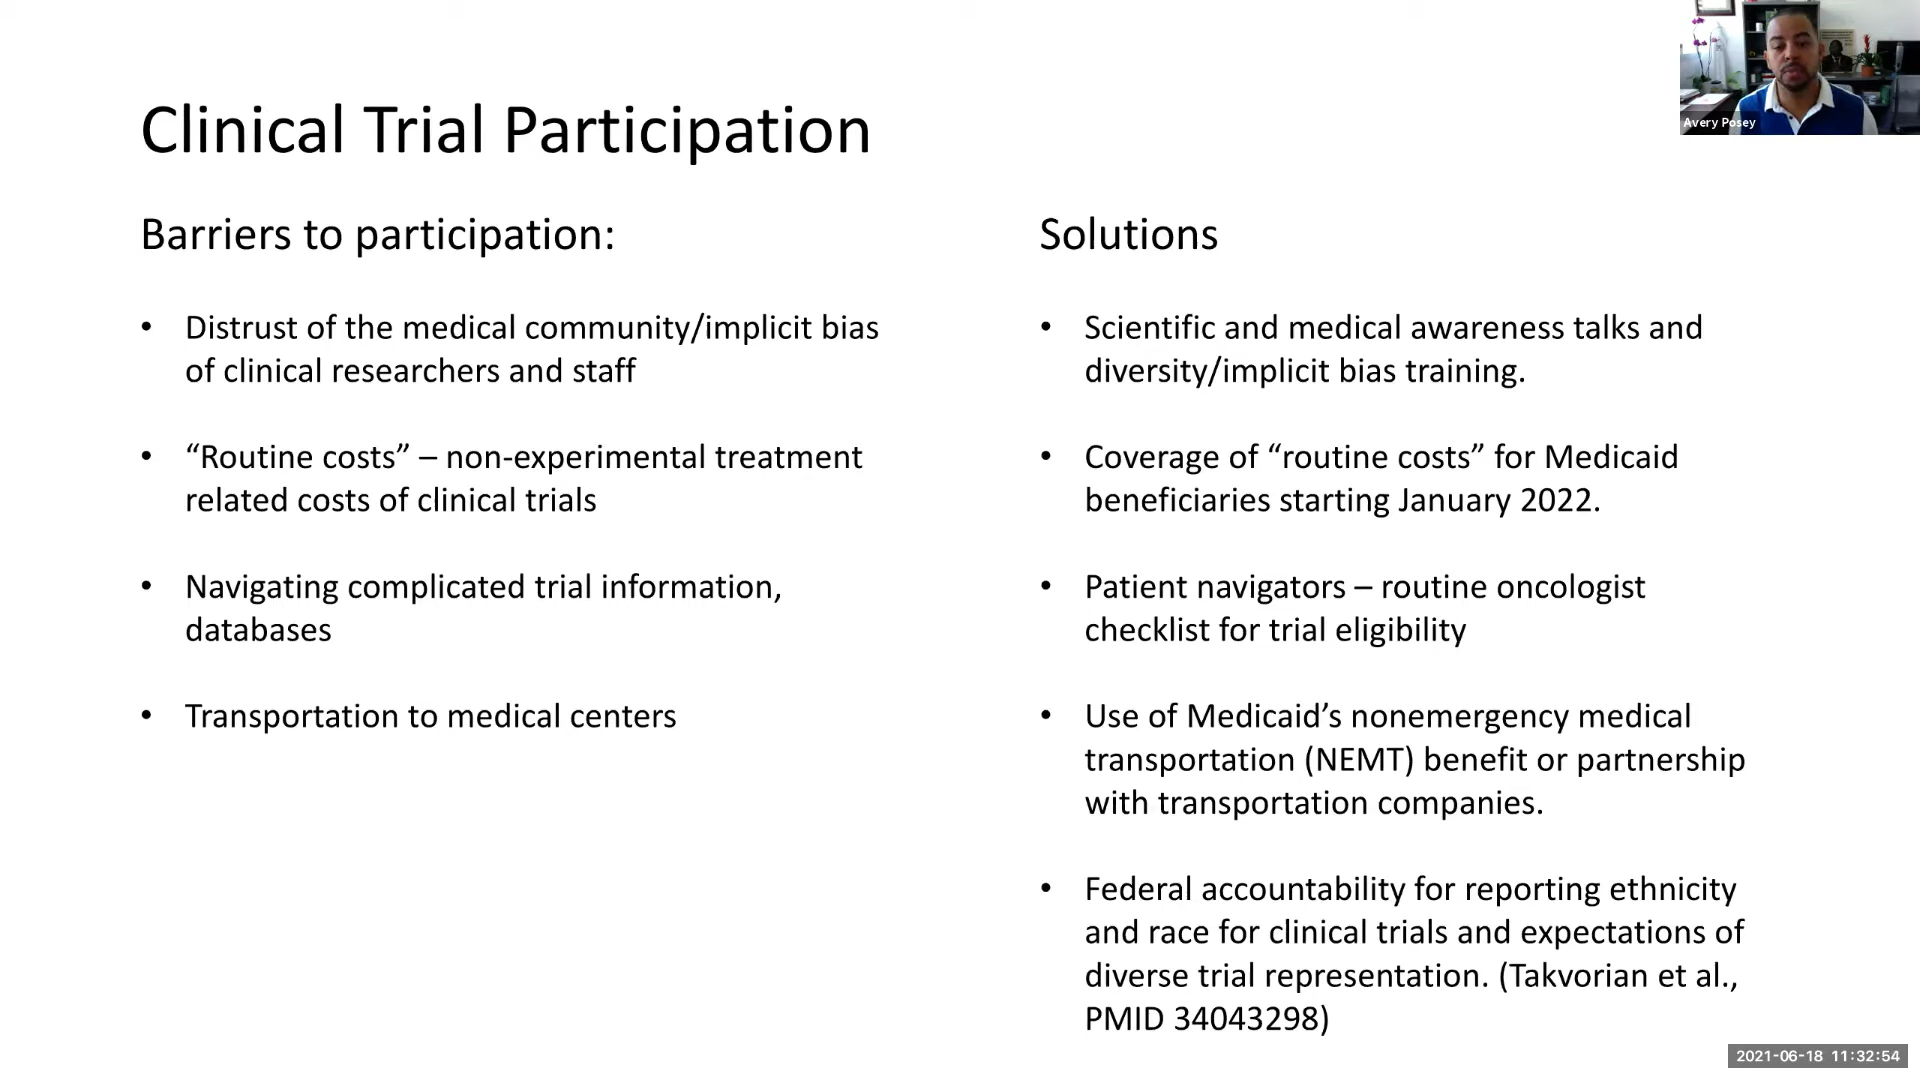 Clinical Trial Participation
Avery Posey
Barriers to participation:
• Distrust of the medical community/implicit bias
of clinical researchers and staff
• “Routine costs” – non-experimental treatment
related costs of clinical trials
• Navigating complicated trial information,
databases
• Transportation to medical centers
Solutions
• Scientific and medical awareness talks and
diversity/implicit bias training.
• Coverage of “routine costs” for Medicaid
beneficiaries starting January 2022.
• Patient navigators – routine oncologist
checklist for trial eligibility
• Use of Medicaid’s nonemergency medical
transportation (NEMT) benefit or partnership
with transportation companies.
• Federal accountability for reporting ethnicity
and race for clinical trials and expectations of
diverse trial representation. (Takvorian et al.,
PMID 34043298)
2021-06-18 11:32:54